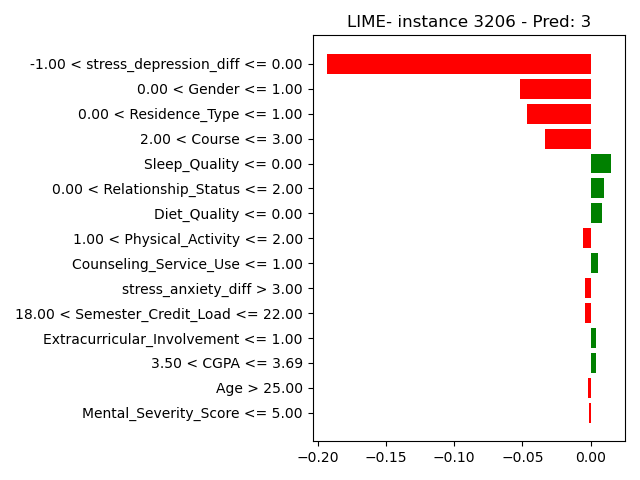 LIME- instance 3206 - Pred: 3
-1.00 < stress_depression_diff <= 0.00
0.00 < Gender <= 1.00
0.00 < Residence_Type <= 1.00
2.00 < Course <= 3.00
Sleep_Quality <= 0.00
0.00 < Relationship_Status <= 2.00
Diet_Quality <= 0.00
1.00 < Physical_Activity <= 2.00
Counseling_Service_Use <= 1.00
stress_anxiety_diff > 3.00
18.00 < Semester_Credit_Load <= 22.00
Extracurricular_Involvement <= 1.00
3.50 < CGPA <= 3.69
Age > 25.00
Mental_Severity_Score <= 5.00
−0.20 −0.15 −0.10 −0.05 0.00